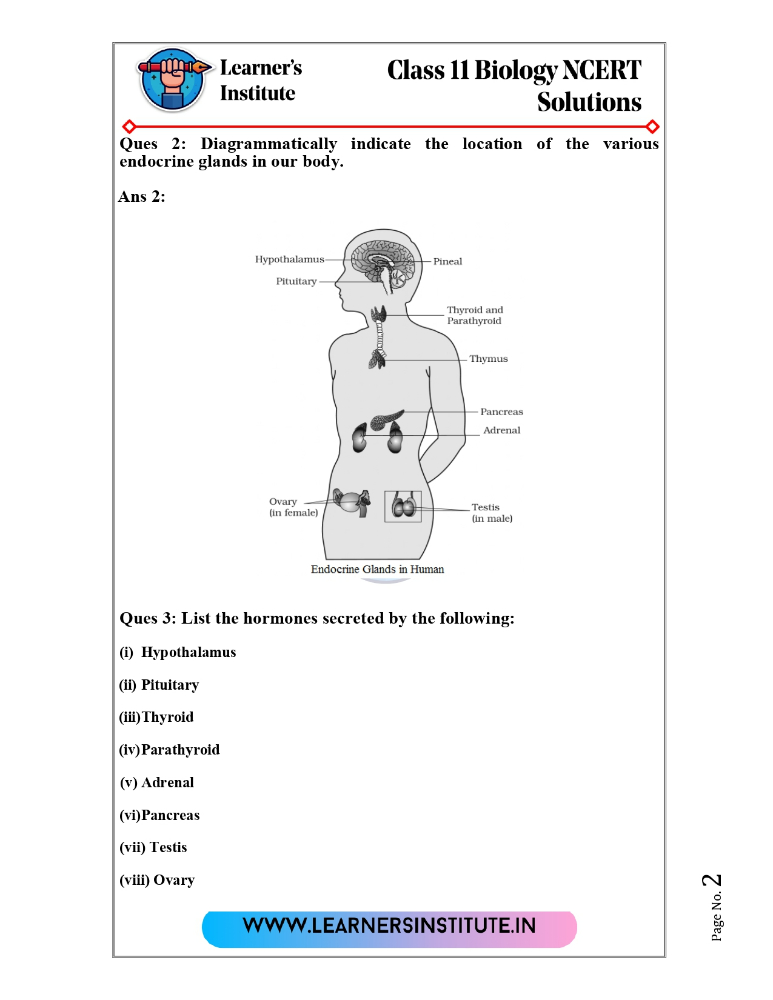 Learner's
Institute
Class 11 Biology NCERT
Solutions
Ques 2: Diagrammatically indicate the location of the various
endocrine glands in our body.
Ans 2:
Hypothalamus
Pineal
Pituitary
Thyroid and
Parathyroid
Thymus
Pancreas
Adrenal
Ovary
(in female)
Testis
(in male)
Endocrine Glands in Human
Ques 3: List the hormones secreted by the following:
(i) Hypothalamus
(ii) Pituitary
(iii)Thyroid
(iv)Parathyroid
(v) Adrenal
(vi)Pancreas
(vii) Testis
(viii) Ovary
WWW.LEARNERSINSTITUTE.IN
Page No. 2